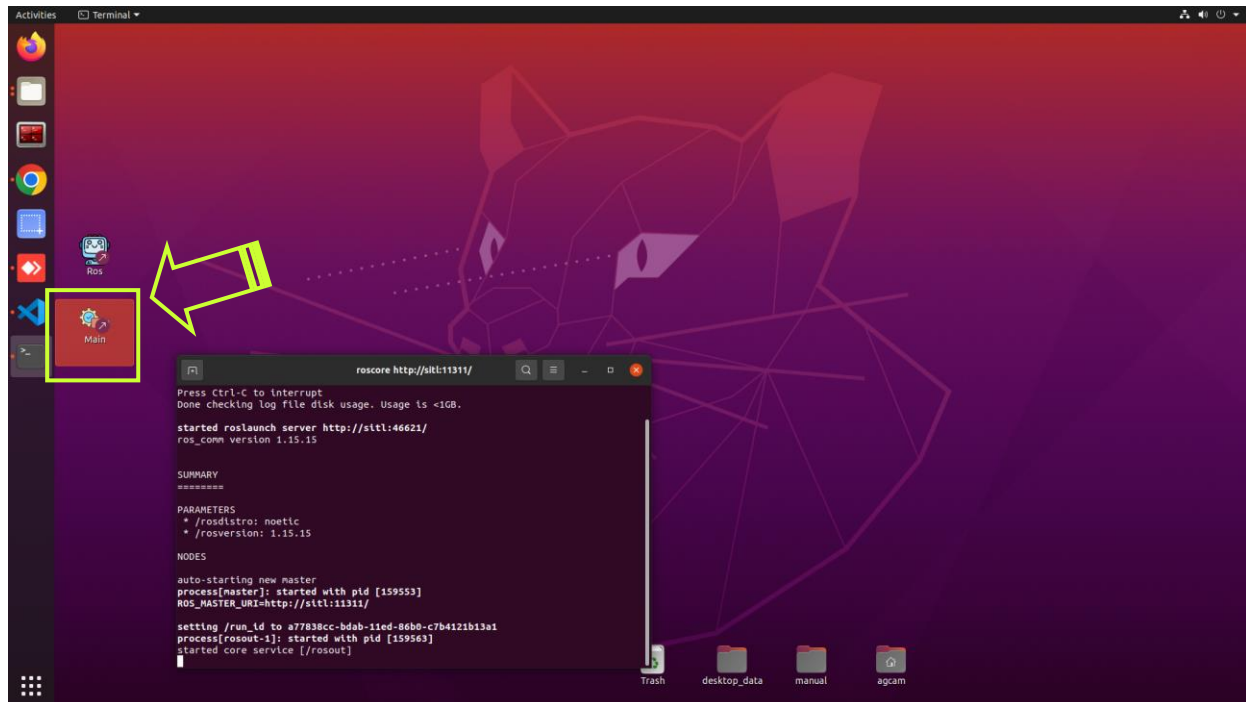 Activities
Terminal
Ros
Main
roscore http://sitl:11311/
Press Ctrl-C to interrupt
Done checking log file disk usage. Usage is <1GB.
started roslaunch server http://sitl:46621/
ros_comm version 1.15.15
SUMMARY
========
PARAMETERS
* /rosdistro: noetic
* /rosversion: 1.15.15
NODES
auto-starting new master
process[master]: started with pid [159553]
ROS_MASTER_URI=http://sitl:11311/
setting /run_id to a77838cc-bdab-11ed-86b0-c7b4121b13a1
process[rosout-1]: started with pid [159563]
started core service [/rosout]
Trash
desktop_data
manual
agcam